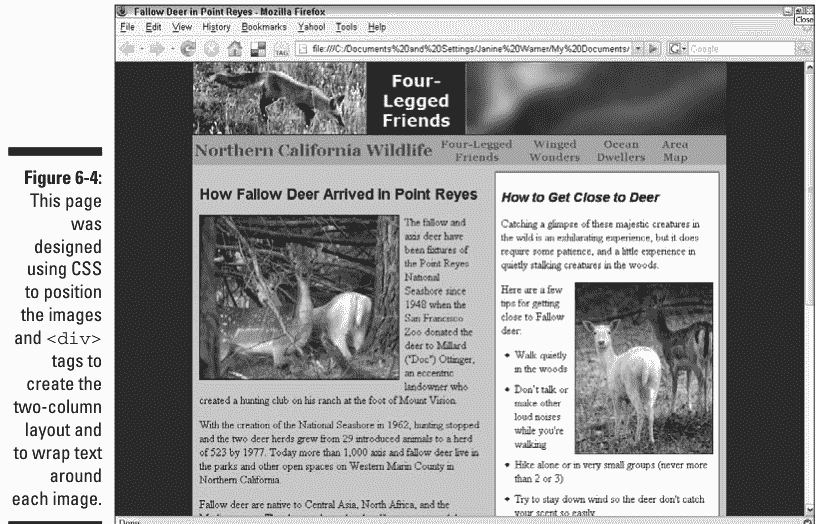 Fallow Deer in Point Reyes - Mozilla Firefox
Close
File Edit View History Bookmarks Yahoo! Tools Help
TAG
file:///C:/Documents%20and%20Settings/Janine%20Warner/My%20Documents/
G Google
Four-
Legged
Friends
Northern California Wildlife
Four-Legged
Friends
Winged
Wonders
Ocean
Dwellers
Area
Map
Figure 6-4:
This page
was
designed
using CSS
to position
the images
and <div>
tags to
create the
two-column
layout and
to wrap text
around
each image.
How Fallow Deer Arrived in Point Reyes
The fallow and
axis deer have
been fixtures of
the Point Reyes
National
Seashore since
1948 when the
San Francisco
Zoo donated the
deer to Millard
("Doc") Ottinger,
an eccentric
landowner who
created a hunting club on his ranch at the foot of Mount Vision.
With the creation of the National Seashore in 1962, hunting stopped
and the two deer herds grew from 29 introduced animals to a herd
of 523 by 1977. Today more than 1,000 axis and fallow deer live in
the parks and other open spaces on Western Marin County in
Northern California.
Fallow deer are native to Central Asia, North Africa, and the
How to Get Close to Deer
Catching a glimpse of these majestic creatures in
the wild is an exhilarating experience, but it does
require some patience, and a little experience in
quietly stalking creatures in the woods.
Here are a few
tips for getting
close to Fallow
deer:
• Walk quietly
in the woods
• Don't talk or
make other
loud noises
while you're
walking
• Hike alone or in very small groups (never more
than 2 or 3)
• Try to stay down wind so the deer don't catch
your scent so easily
Done